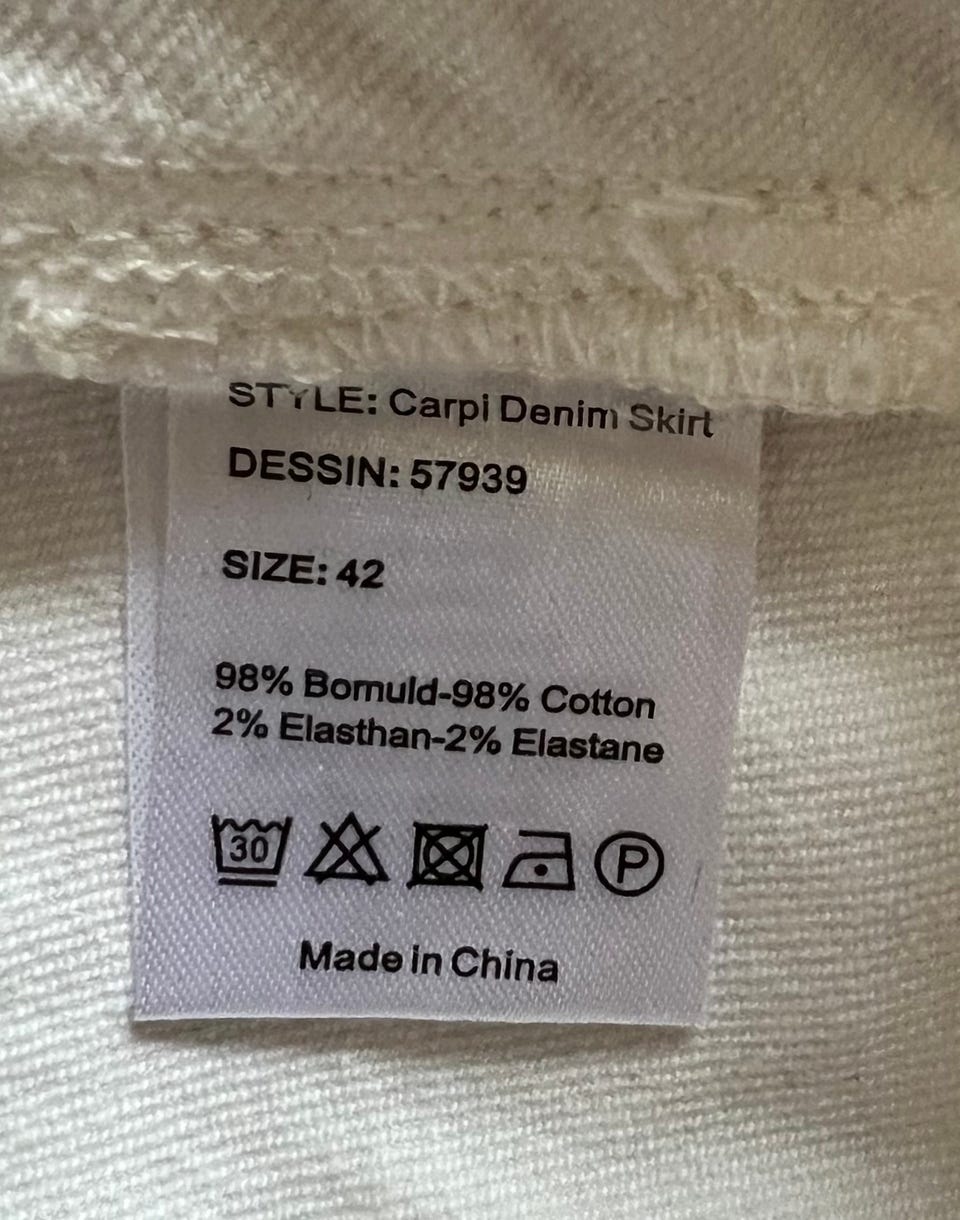 STYLE: Carpi Denim Skirt
DESSIN: 57939
SIZE: 42
98% Bomuld-98% Cotton
2% Elasthan-2% Elastane
30 P
Made in China